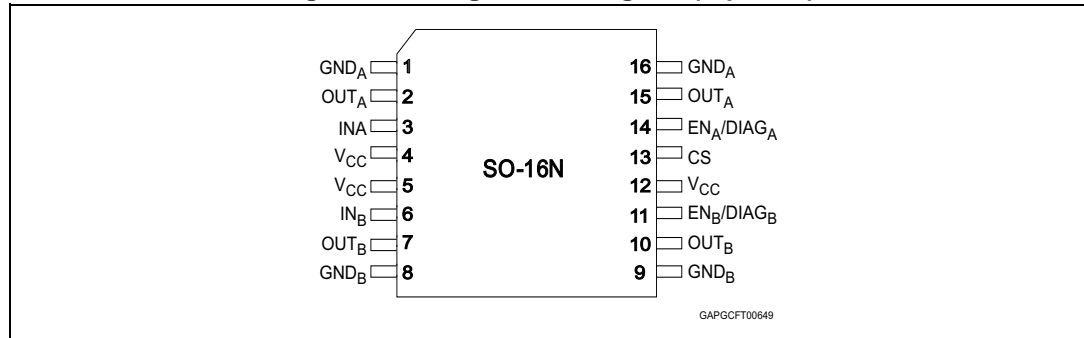 GNDA 1 16 GNDA
OUTA 2 15 OUTA
INA 3 14 ENA/DIAGA
VCC 4 13 CS
SO-16N
VCC 5 12 VCC
INB 6 11 ENB/DIAGB
OUTB 7 10 OUTB
GNDB 8 9 GNDB
GAPGCFT00649